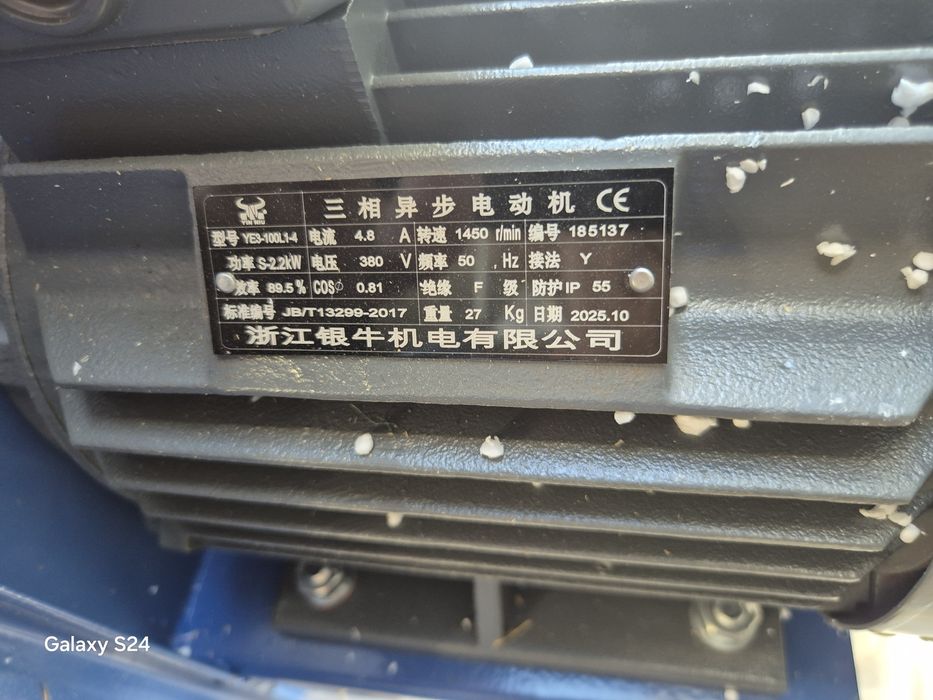 YIN NIU 三相异步电动机 CE
型号 YE3-100L1-4 电流 4.8 A 转速 1450 r/min 编号 185137
功率 S-2.2kW 电压 380 V 频率 50 Hz 接法 Y
效率 89.5% COSφ 0.81 绝缘 F 级 防护IP 55
标准编号 JB/T13299-2017 重量 27 Kg 日期 2025.10
浙江银牛机电有限公司
Galaxy S24